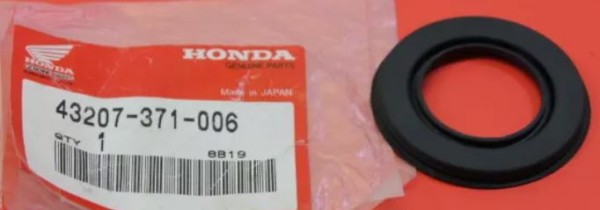 HONDA
HONDA
GENUINE PARTS
Made in JAPAN
43207-371-006
QTY 1
8B19